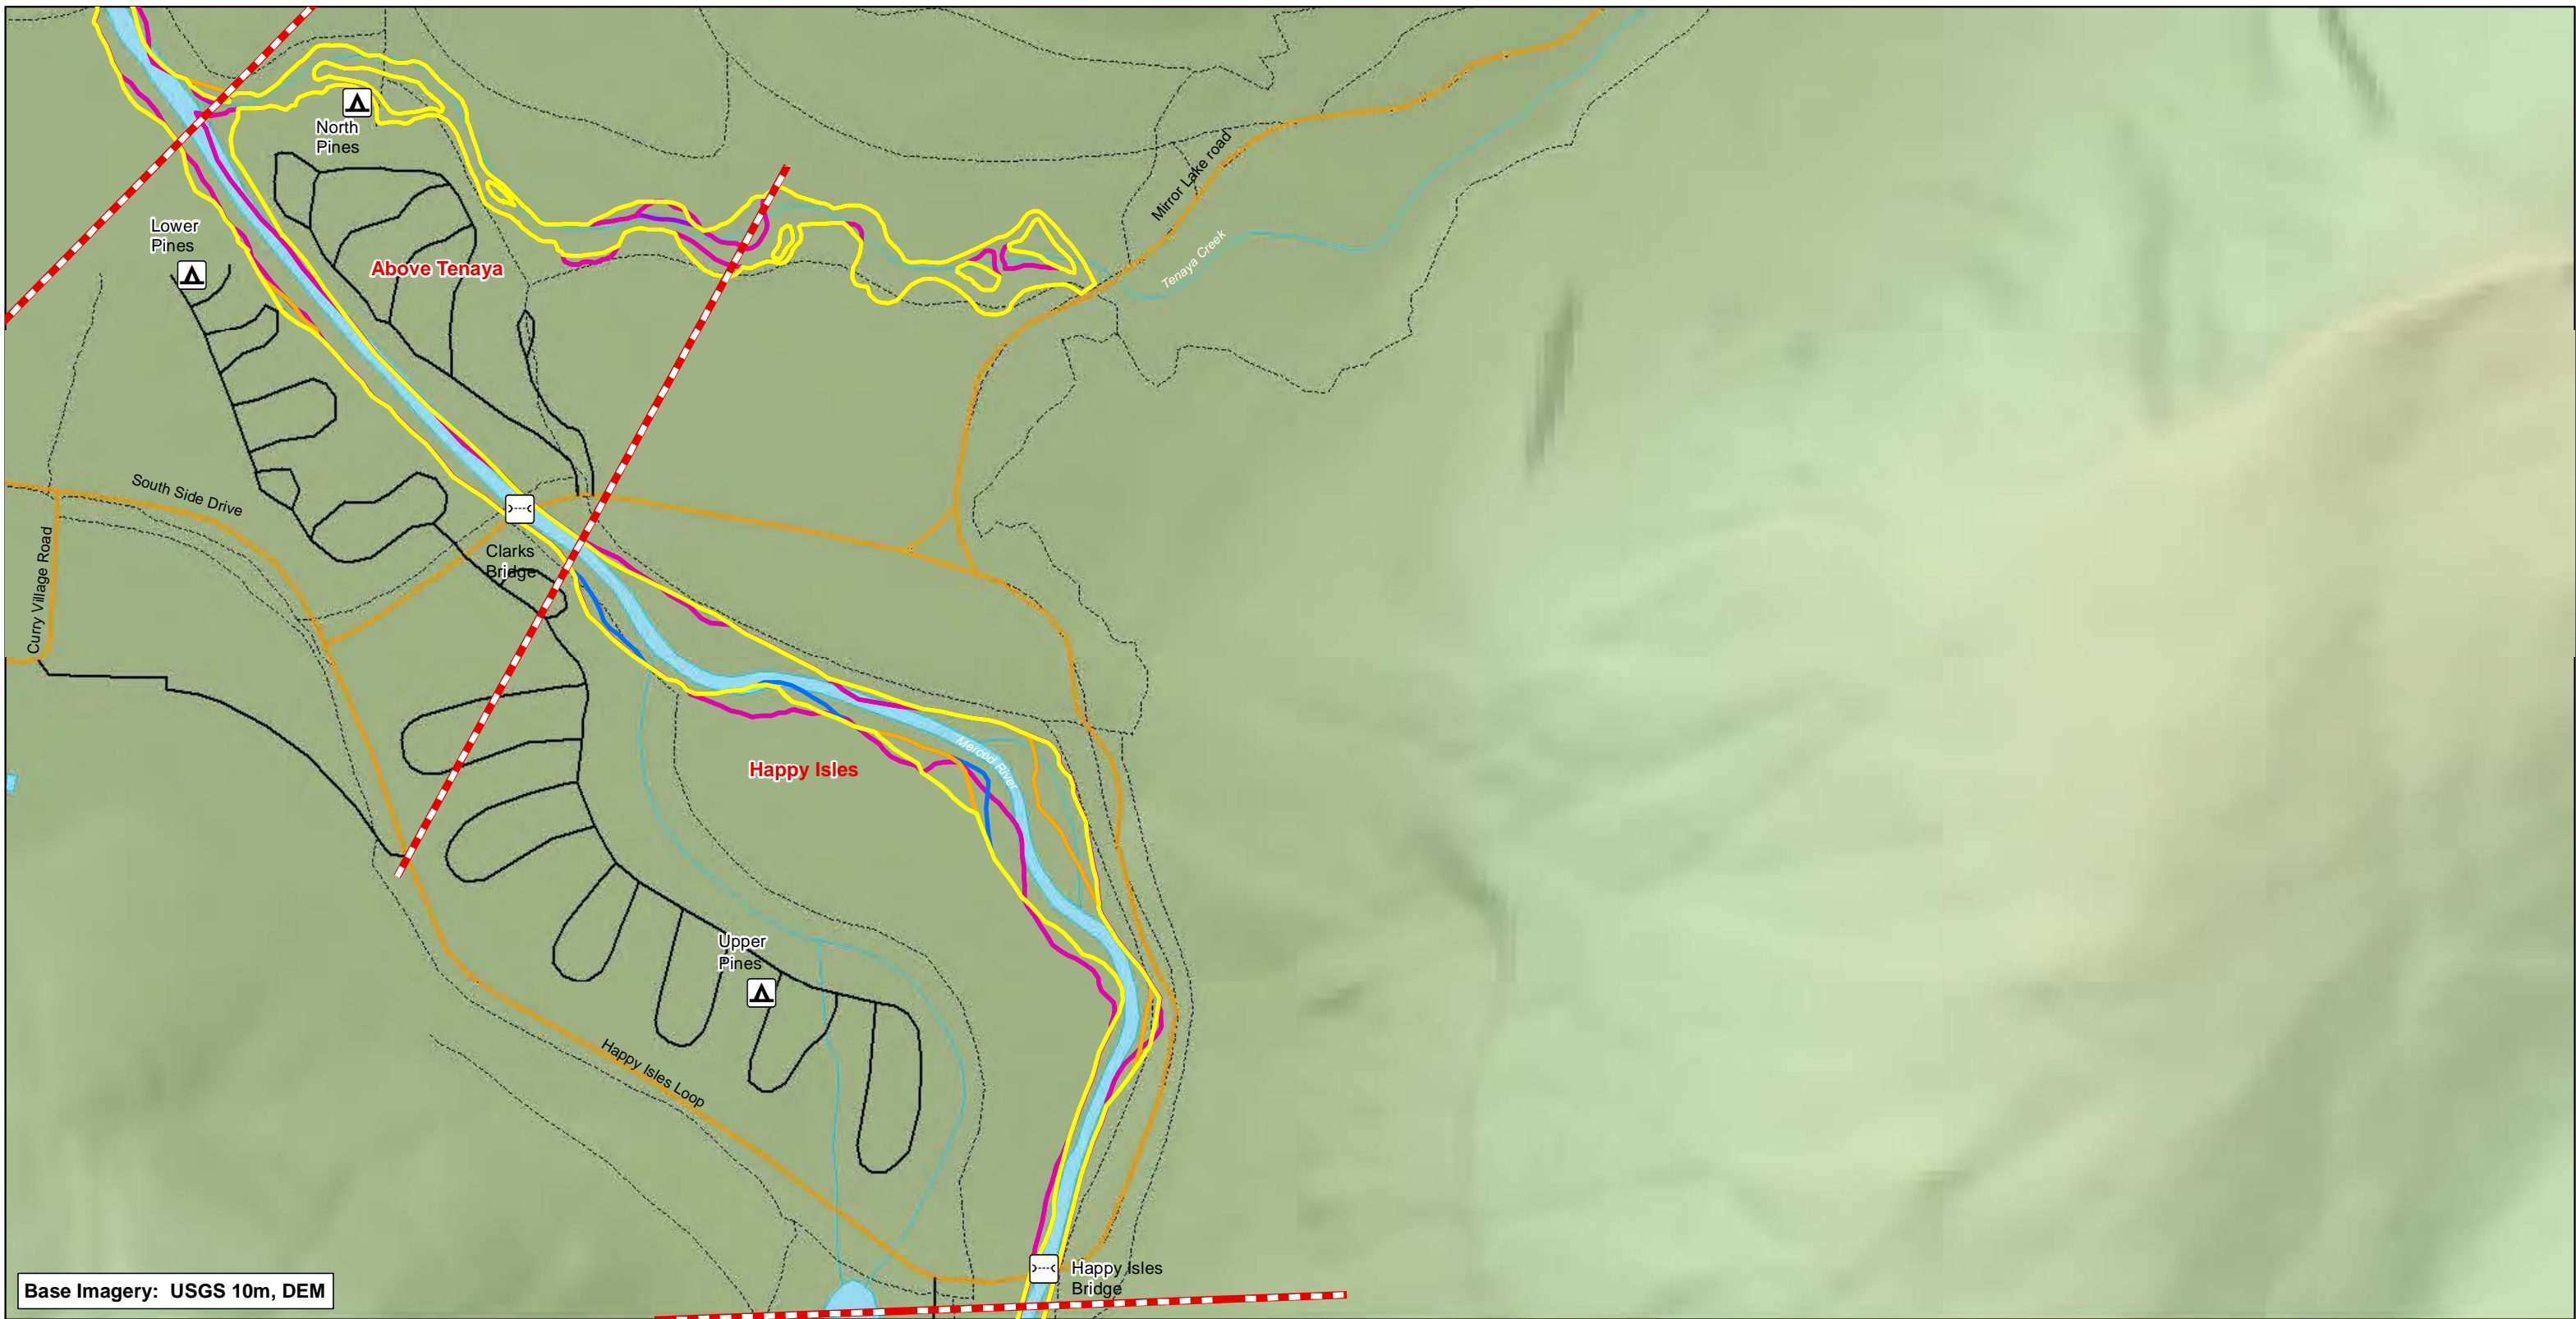 North
Pines
Mirror Lake road
Lower
Pines
Tenaya Creek
Above Tenaya
South Side Drive
Clarks
Bridge
Curry Village Road
Merced River
Happy Isles
Upper
Pines
Happy Isles Loop
Happy Isles
Bridge
Base Imagery: USGS 10m, DEM